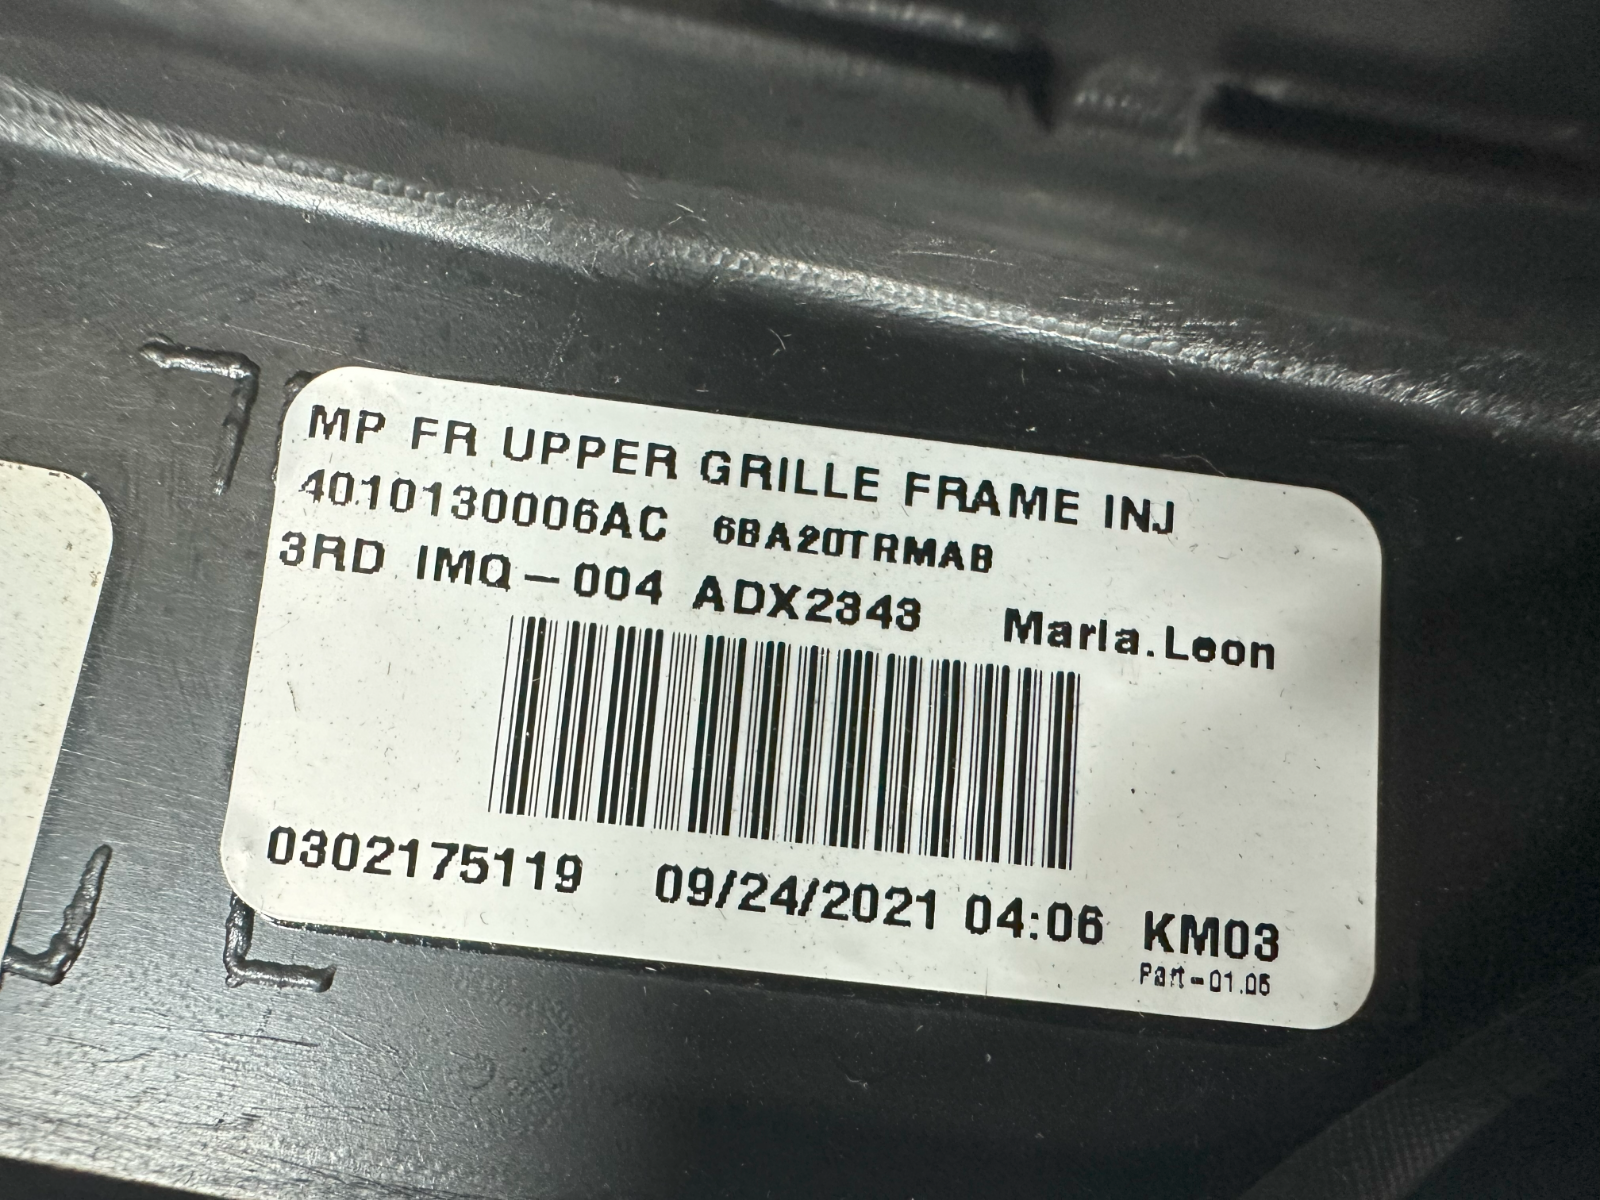 MP FR UPPER GRILLE FRAME INJ
4010130006AC 6BA20TRMAB
3RD IMQ-004 ADX2343 Maria.Leon
0302175119 09/24/2021 04:06 KM03
Part-01.05